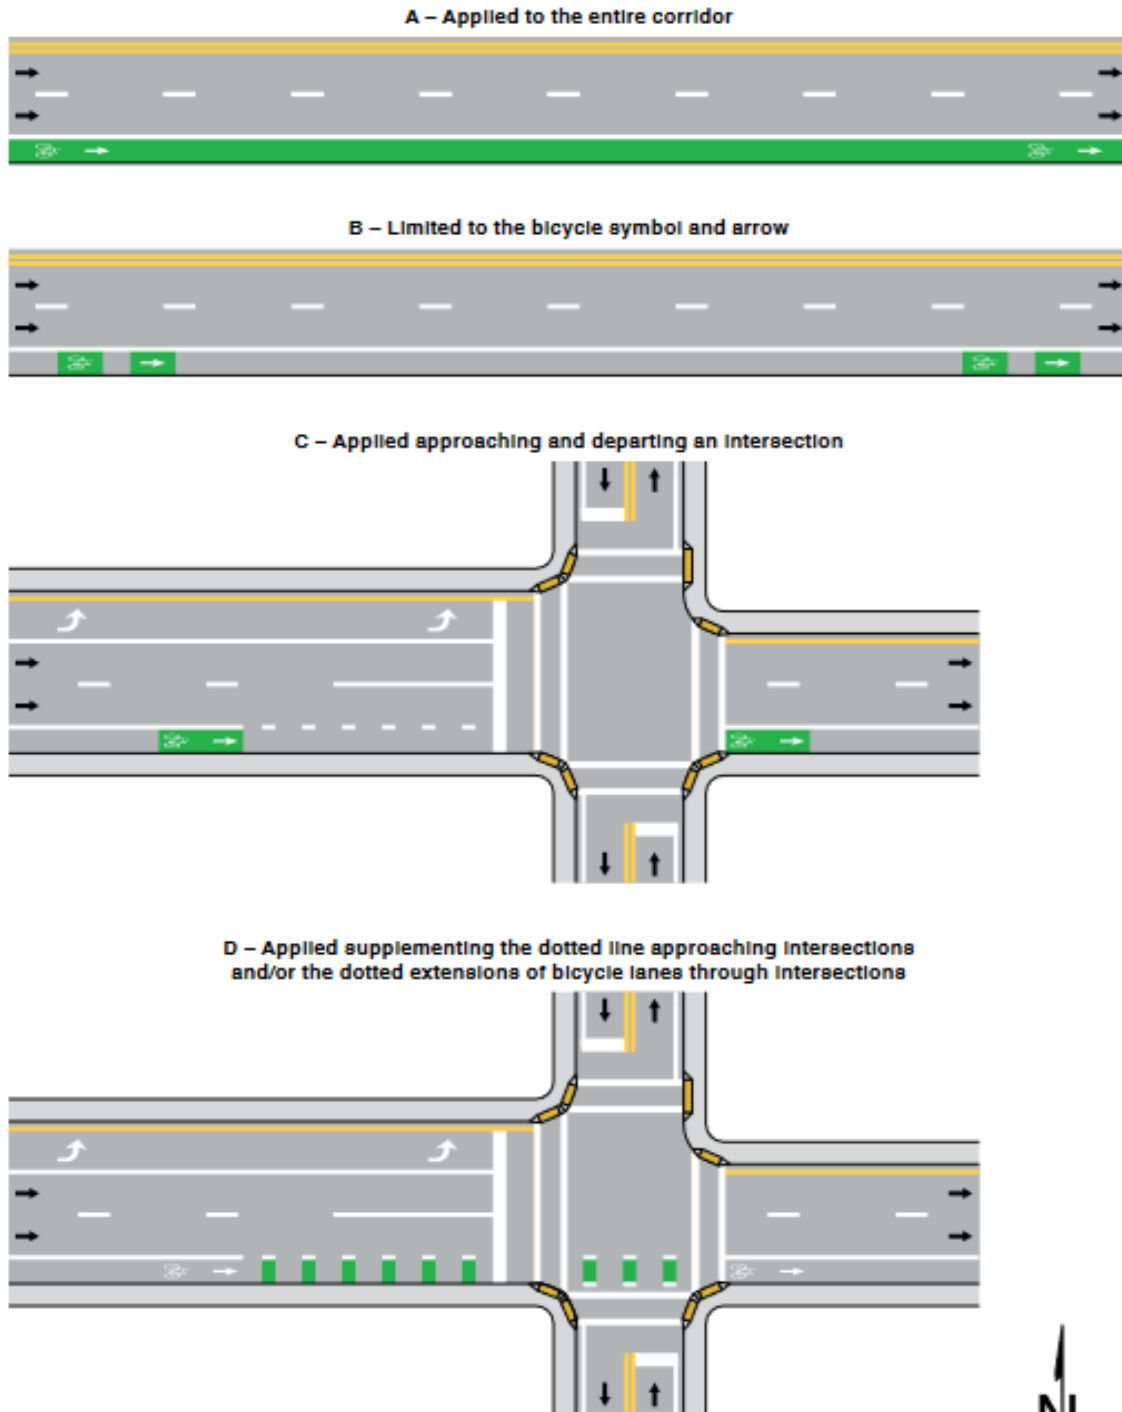 A – Applied to the entire corridor
B – Limited to the bicycle symbol and arrow
C – Applied approaching and departing an intersection
D – Applied supplementing the dotted line approaching intersections
and/or the dotted extensions of bicycle lanes through intersections
N